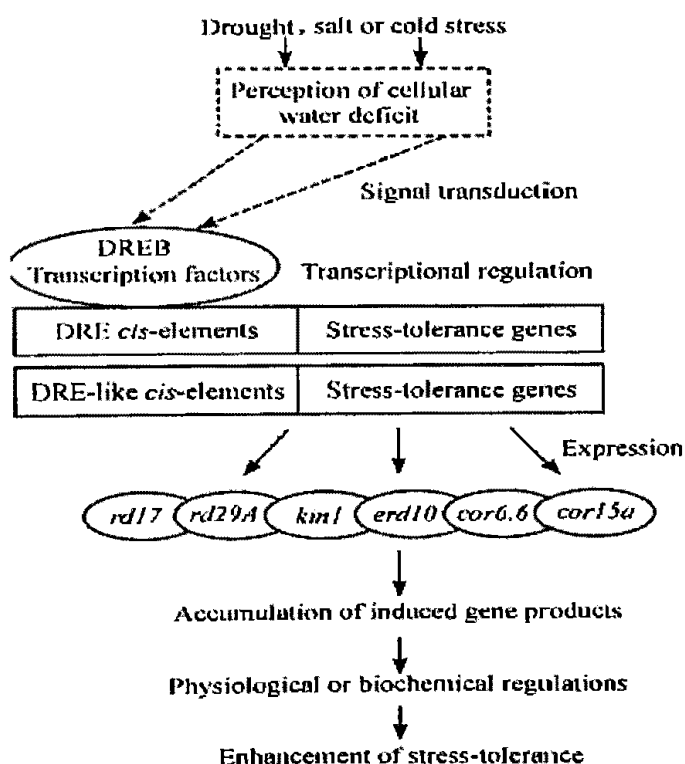 Drought, salt or cold stress
Perception of cellular
water deficit
Signal transduction
DREB
Transcription factors
Transcriptional regulation
DRE cis-elements
Stress-tolerance genes
DRE-like cis-elements
Stress-tolerance genes
Expression
rd17 rd29A kin1 erd10 cor6.6 cor15a
Accumulation of induced gene products
Physiological or biochemical regulations
Enhancement of stress-tolerance